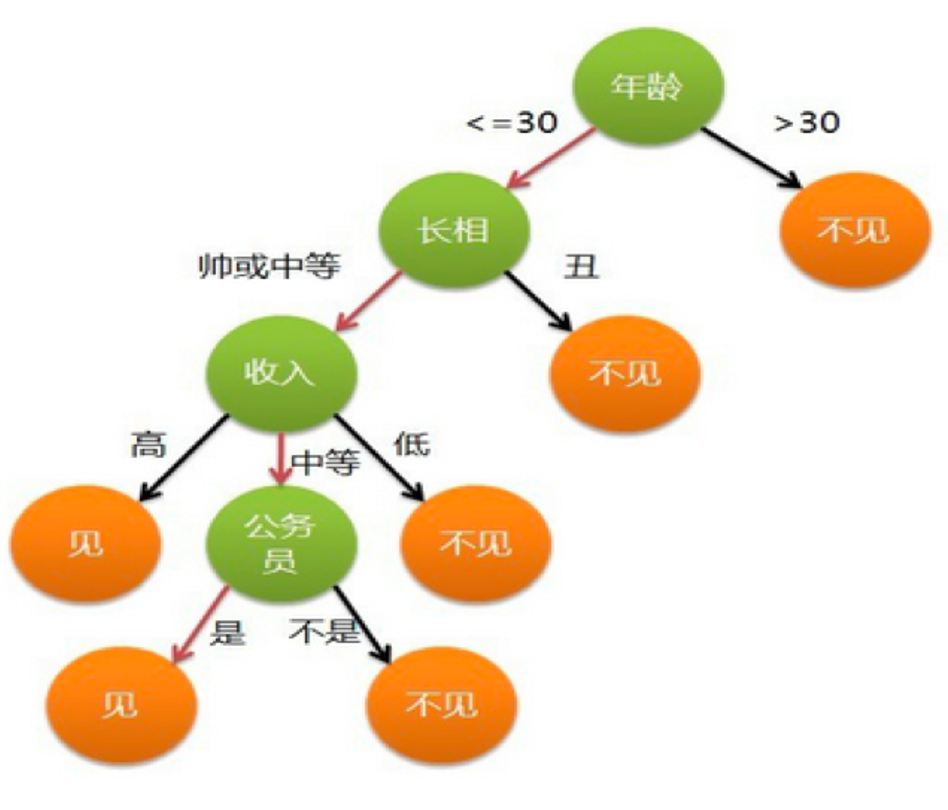 年龄
<=30
>30
长相
不见
帅或中等
丑
收入
不见
高
中等
低
见
公务
员
不见
是
不是
见
不见